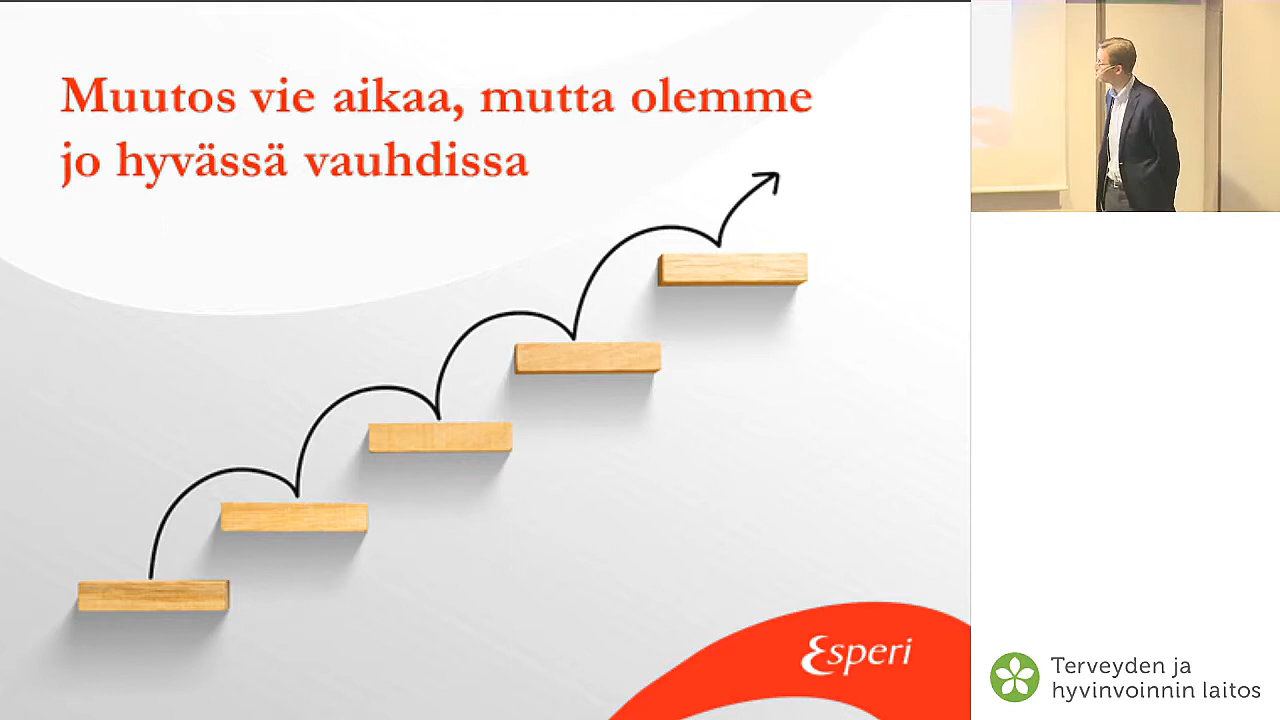 Muutos vie aikaa, mutta olemme
jo hyvässä vauhdissa
Esperi
Terveyden ja
hyvinvoinnin laitos